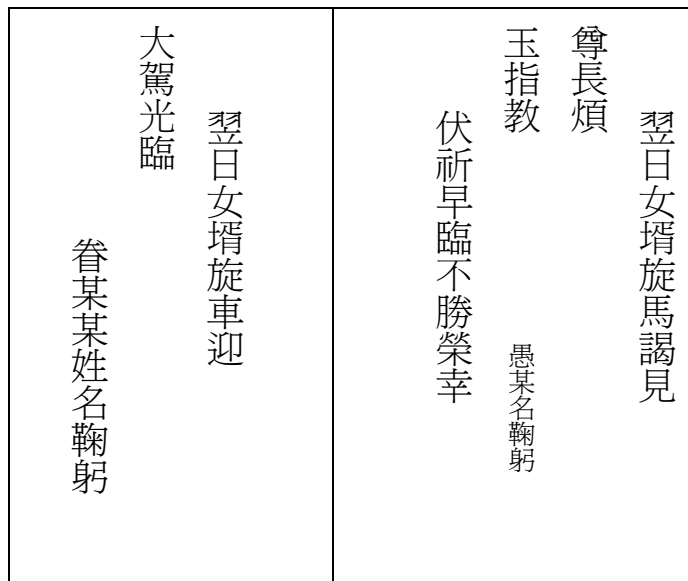 翌日女壻旋馬謁見
尊長煩
玉指教
愚某名鞠躬
伏祈早臨不勝榮幸
翌日女壻旋車迎
大駕光臨
眷某某姓名鞠躬